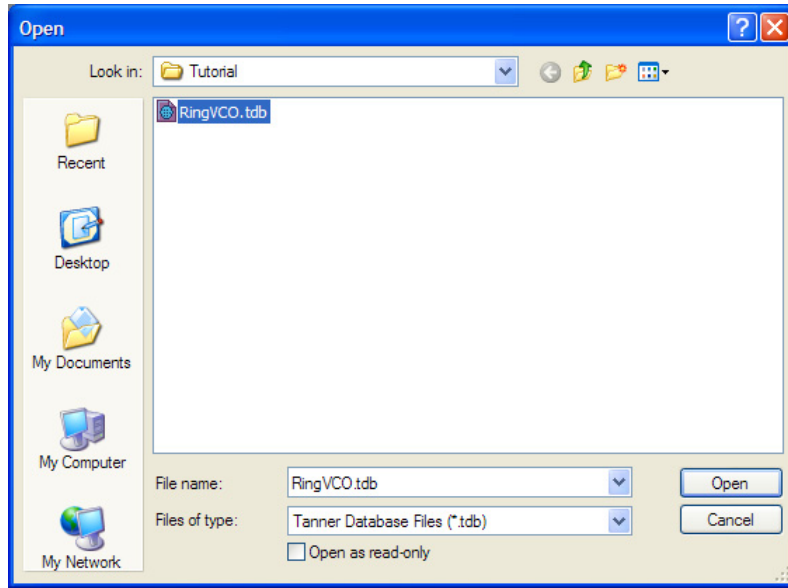 Open
Look in: Tutorial
RingVCO.tdb
Recent
Desktop
My Documents
My Computer
My Network
File name: RingVCO.tdb Open
Files of type: Tanner Database Files (*.tdb) Cancel
Open as read-only